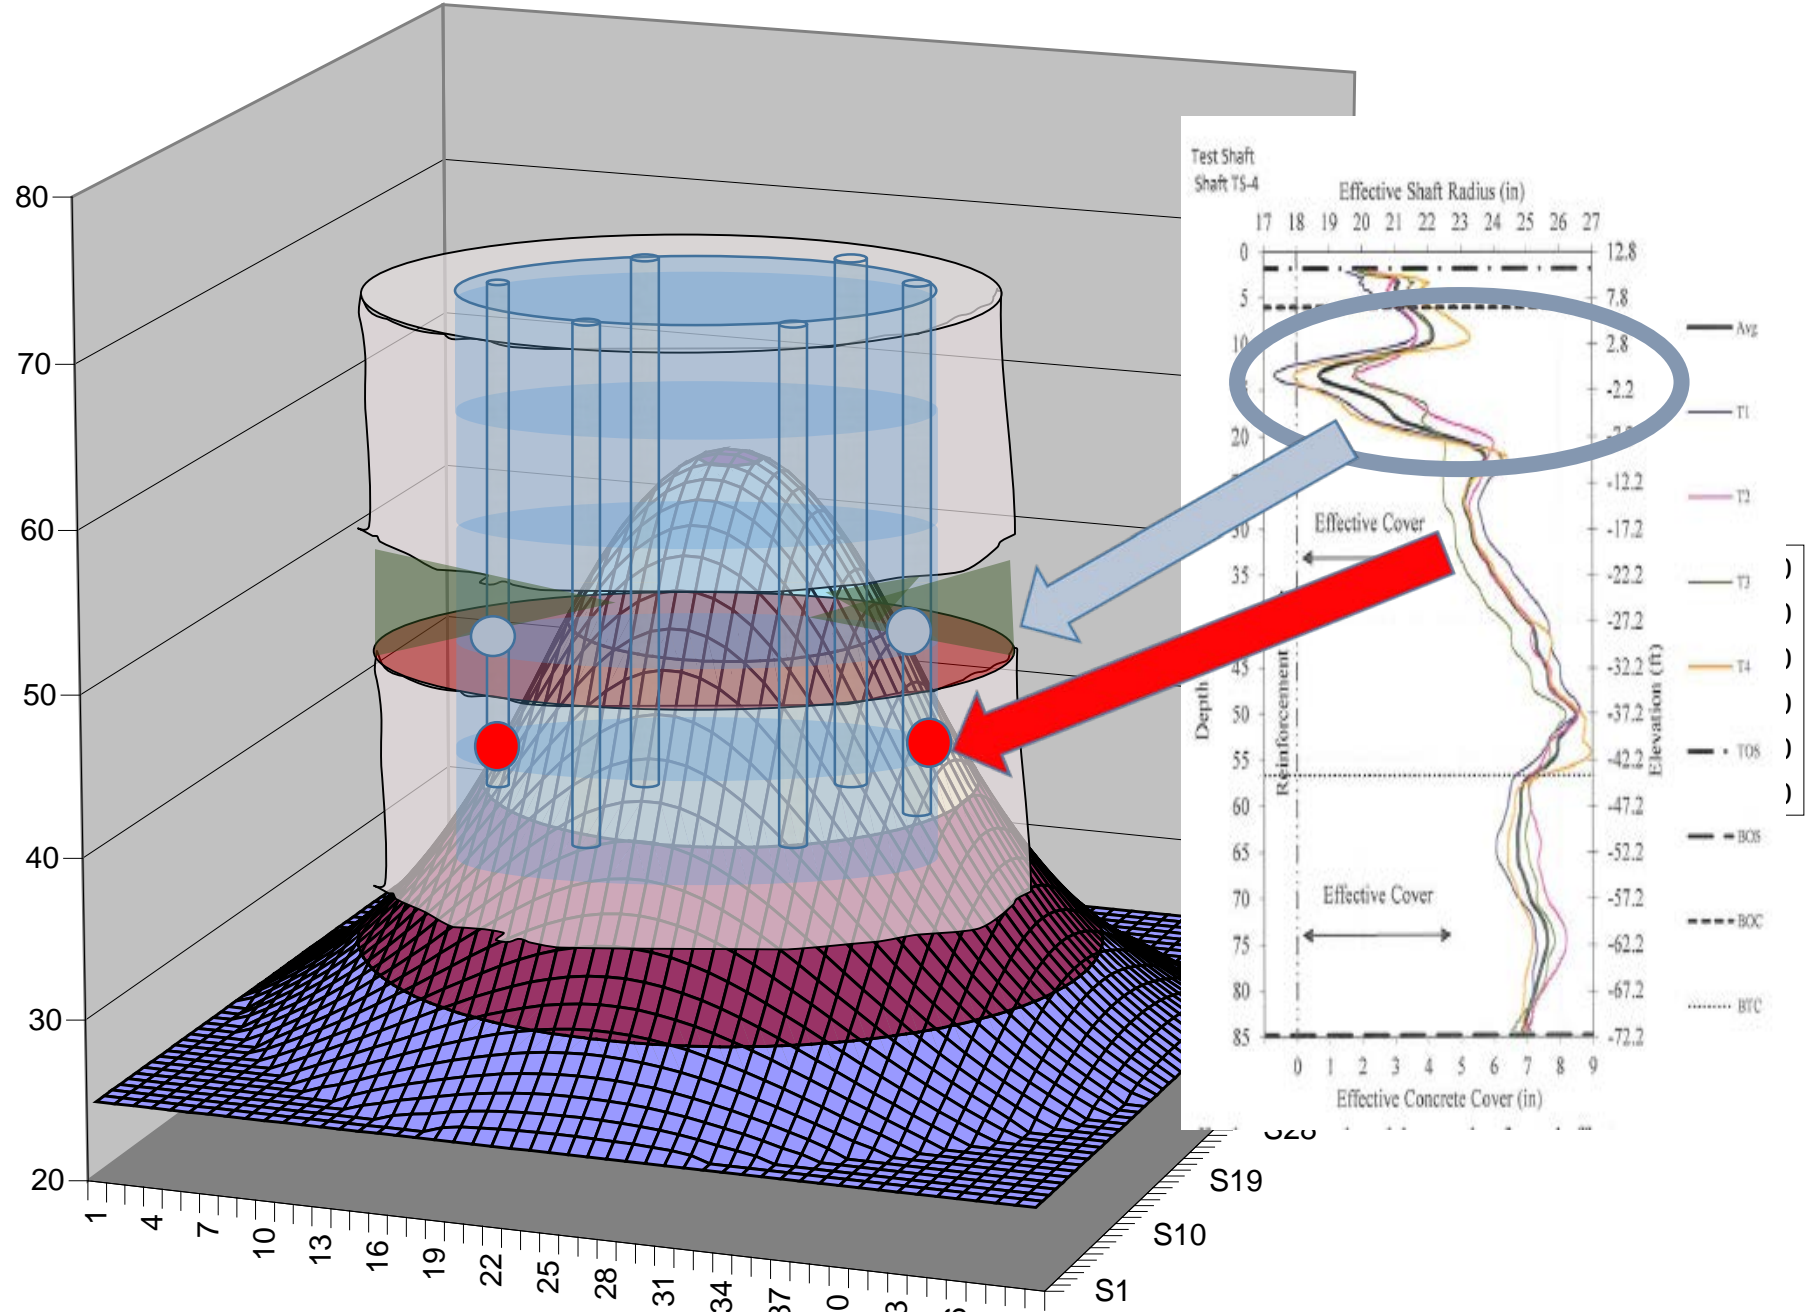 80
70
60
50
40
30
20
1
4
7
10
13
16
19
22
25
28
31
34
37
0
3
S1
S10
S19
S28
Test Shaft
Shaft TS-4
Effective Shaft Radius (in)
17 18 19 20 21 22 23 24 25 26 27
0 12.8
5 7.8
10 2.8
-2.2
20
-12.2
30 -17.2
35 -22.2
-27.2
45 -32.2
50 -37.2
55 -42.2
60 -47.2
65 -52.2
70 -57.2
75 -62.2
80 -67.2
85 -72.2
Depth
Reinforcement
Elevation (ft)
Effective Cover
Effective Cover
0 1 2 3 4 5 6 7 8 9
Effective Concrete Cover (in)
Avg
T1
T2
T3
T4
TOS
BOS
BOC
BTC